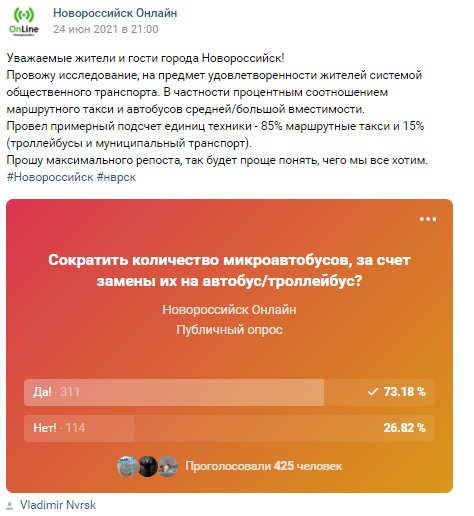 Новороссийск Онлайн
24 июн 2021 в 21:00
OnLine
Уважаемые жители и гости города Новороссийск!
Провожу исследование, на предмет удовлетворенности жителей системой
общественного транспорта. В частности процентным соотношением
маршрутного такси и автобусов средней/большой вместимости.
Провел примерный подсчет единиц техники - 85% маршрутные такси и 15%
(троллейбусы и муниципальный транспорт).
Прошу максимального репоста, так будет проще понять, чего мы все хотим.
#Новороссийск #нврск
Сократить количество микроавтобусов, за счет
замены их на автобус/троллейбус?
Новороссийск Онлайн
Публичный опрос
Да! · 311 73.18 %
Нет! · 114 26.82 %
Проголосовали 425 человек
Vladimir Nvrsk